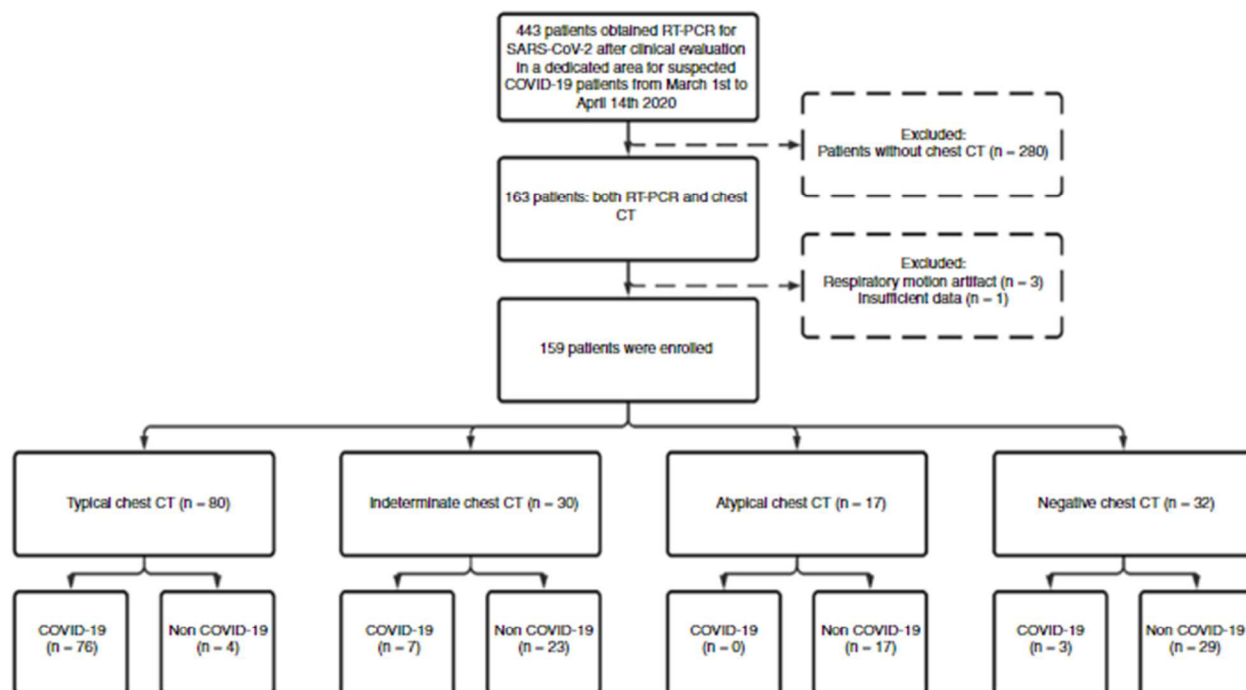 443 patients obtained RT-PCR for
SARS-CoV-2 after clinical evaluation
in a dedicated area for suspected
COVID-19 patients from March 1st to
April 14th 2020
Excluded:
Patients without chest CT (n – 280)
163 patients: both RT-PCR and chest
CT
Excluded:
Respiratory motion artifact (n – 3)
Insufficient data (n – 1)
159 patients were enrolled
Typical chest CT (n – 80)
Indeterminate chest CT (n – 30)
Atypical chest CT (n – 17)
Negative chest CT (n – 32)
COVID-19
(n – 76)
Non COVID-19
(n – 4)
COVID-19
(n – 7)
Non COVID-19
(n – 23)
COVID-19
(n – 0)
Non COVID-19
(n – 17)
COVID-19
(n – 3)
Non COVID-19
(n – 29)